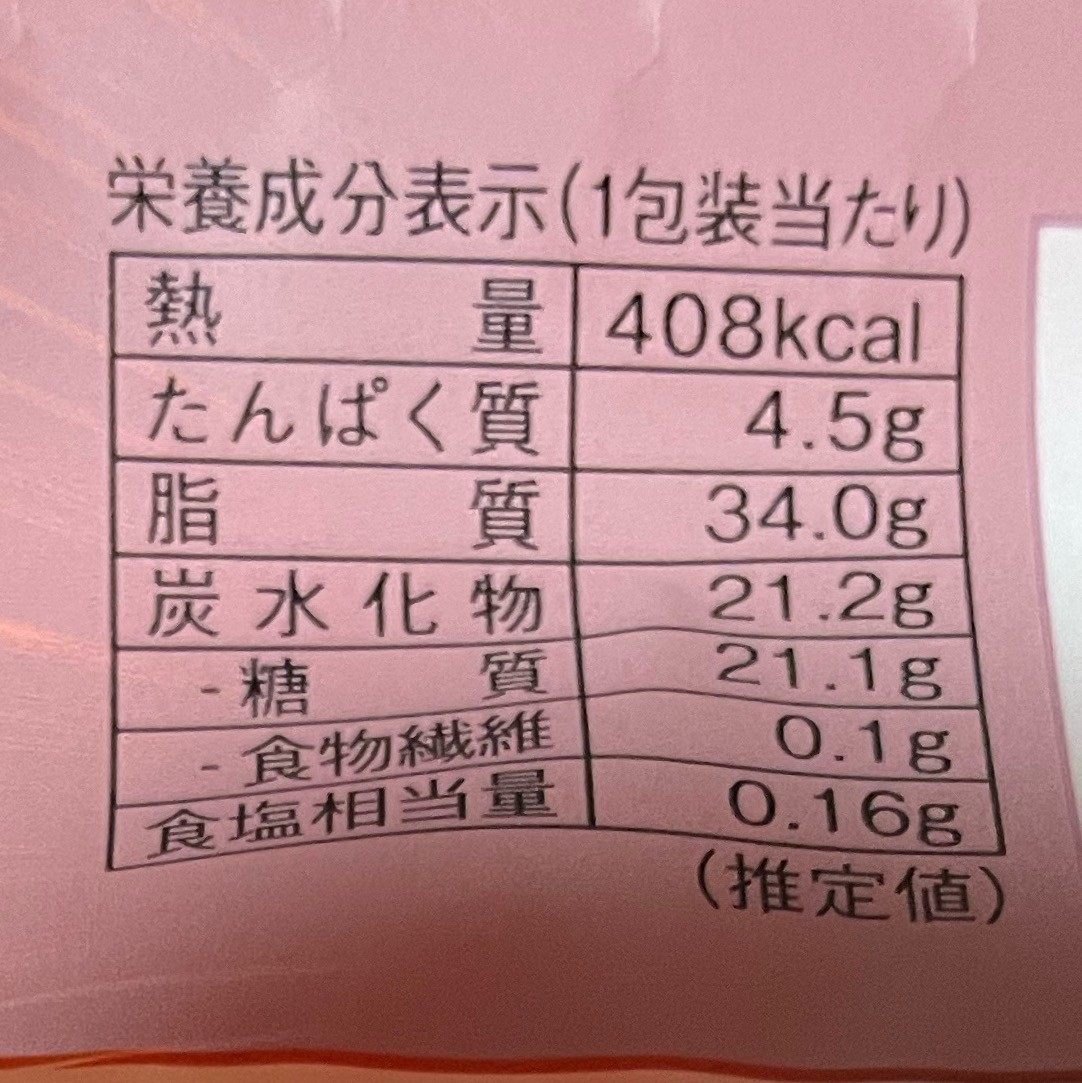 栄養成分表示(1包装当たり)
熱量 408kcal
たんぱく質 4.5g
脂質 34.0g
炭水化物 21.2g
-糖質 21.1g
-食物繊維 0.1g
食塩相当量 0.16g
(推定値)